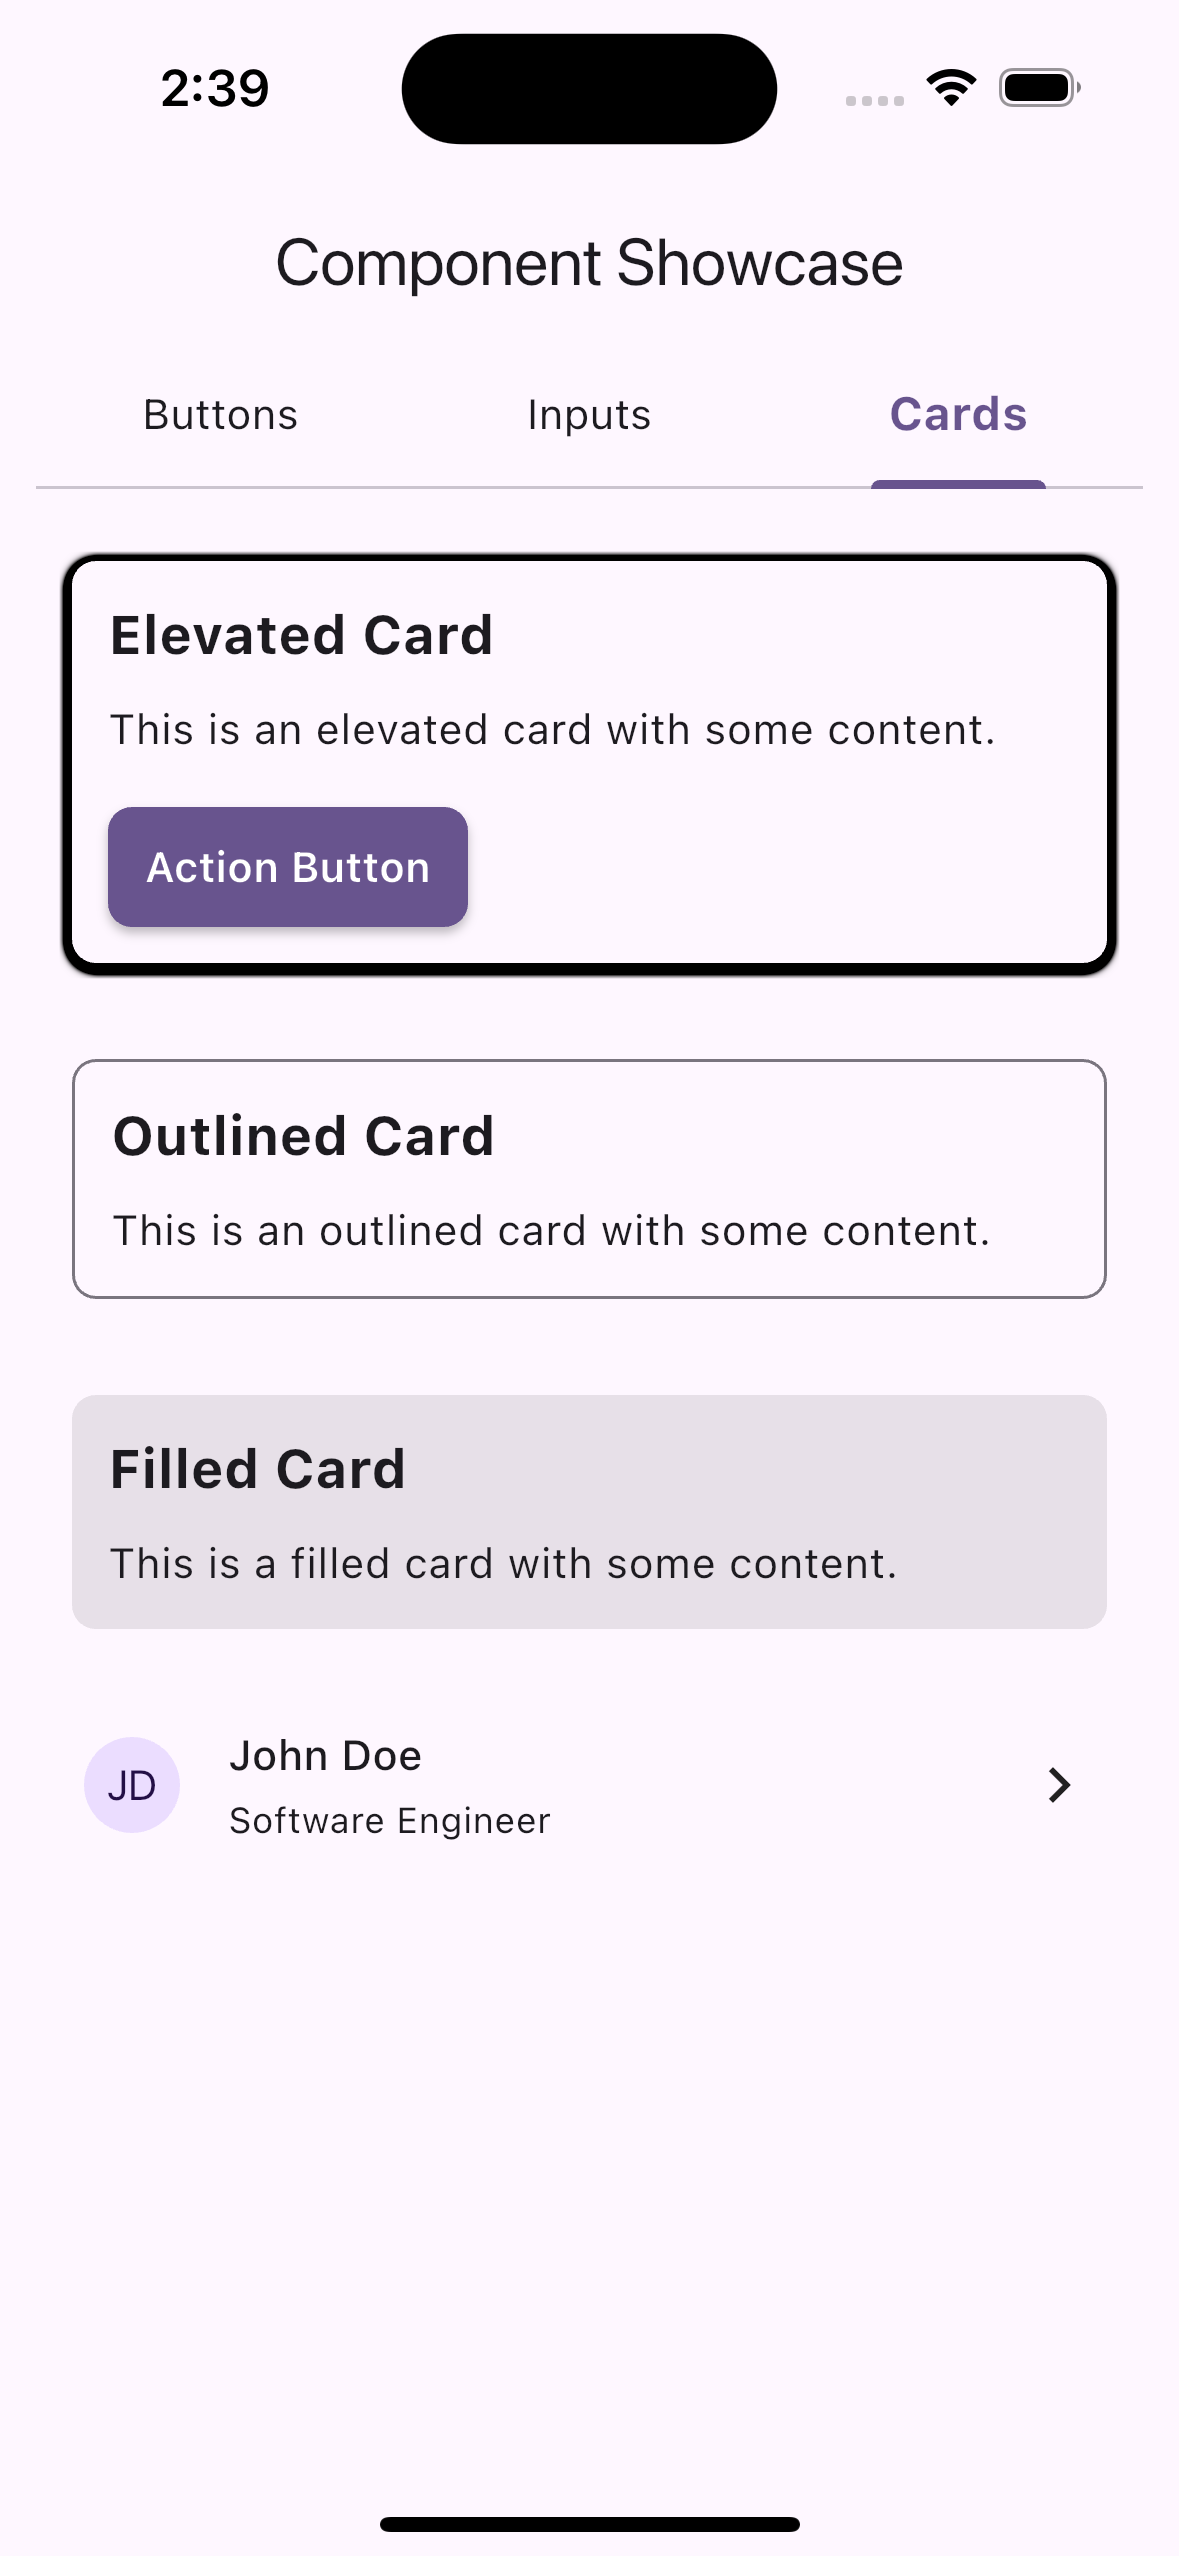 2:39
Component Showcase
Buttons Inputs Cards
Elevated Card
This is an elevated card with some content.
Action Button
Outlined Card
This is an outlined card with some content.
Filled Card
This is a filled card with some content.
JD
John Doe
Software Engineer